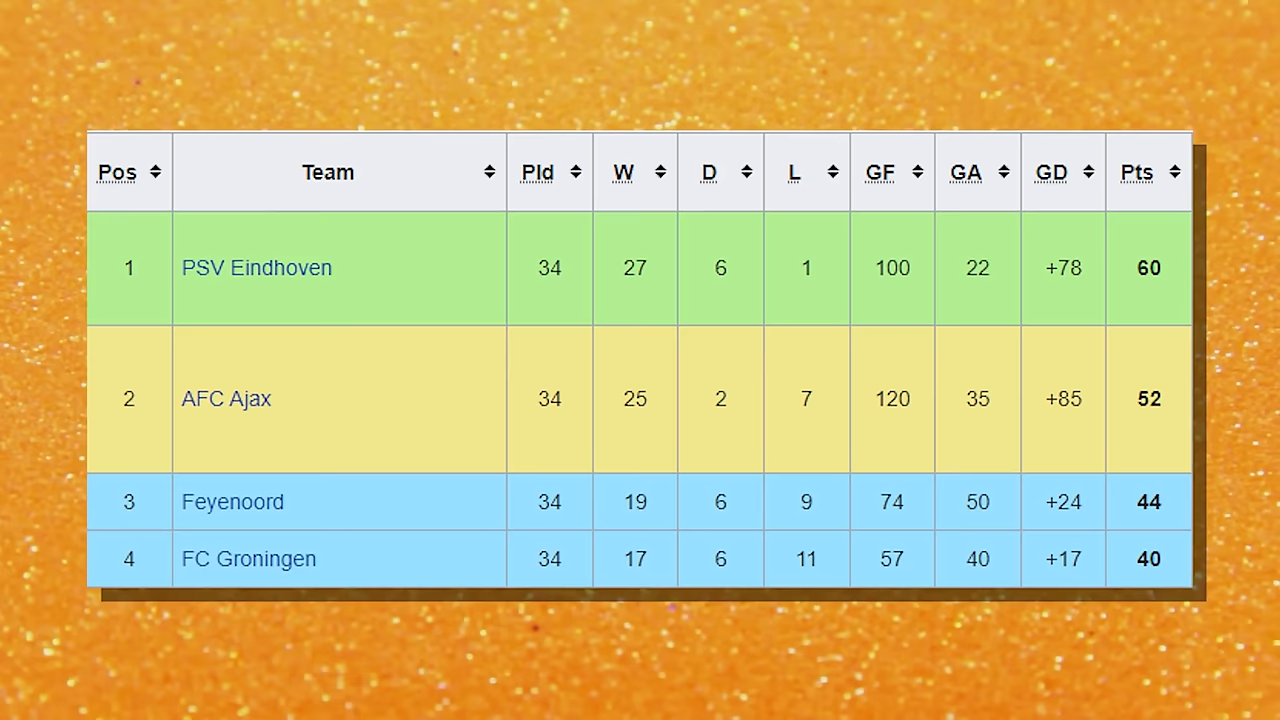 Pos Team Pld W D L GF GA GD Pts
1 PSV Eindhoven 34 27 6 1 100 22 +78 60
2 AFC Ajax 34 25 2 7 120 35 +85 52
3 Feyenoord 34 19 6 9 74 50 +24 44
4 FC Groningen 34 17 6 11 57 40 +17 40